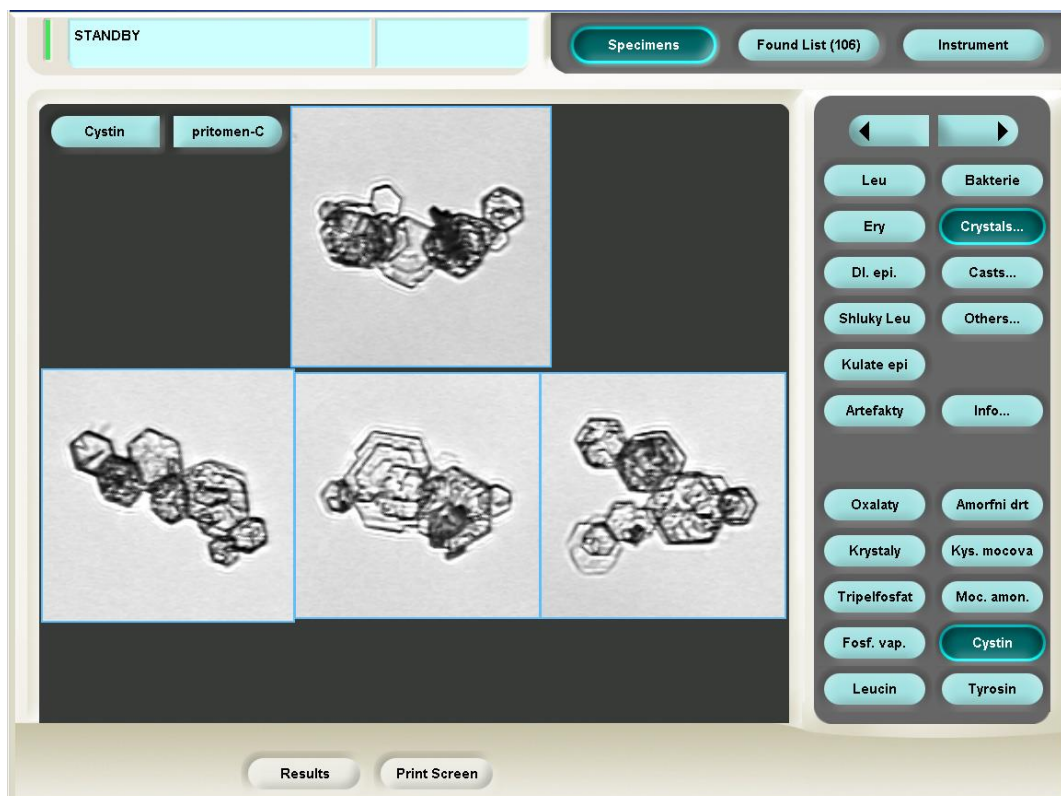 STANDBY
Specimens
Found List (106)
Instrument
Cystin
pritomen-C
Leu
Bakterie
Ery
Crystals...
Dl. epi.
Casts...
Shluky Leu
Others...
Kulate epi
Artefakty
Info...
Oxalaty
Amorfni drt
Krystaly
Kys. mocova
Tripelfosfat
Moc. amon.
Fosf. vap.
Cystin
Leucin
Tyrosin
Results
Print Screen